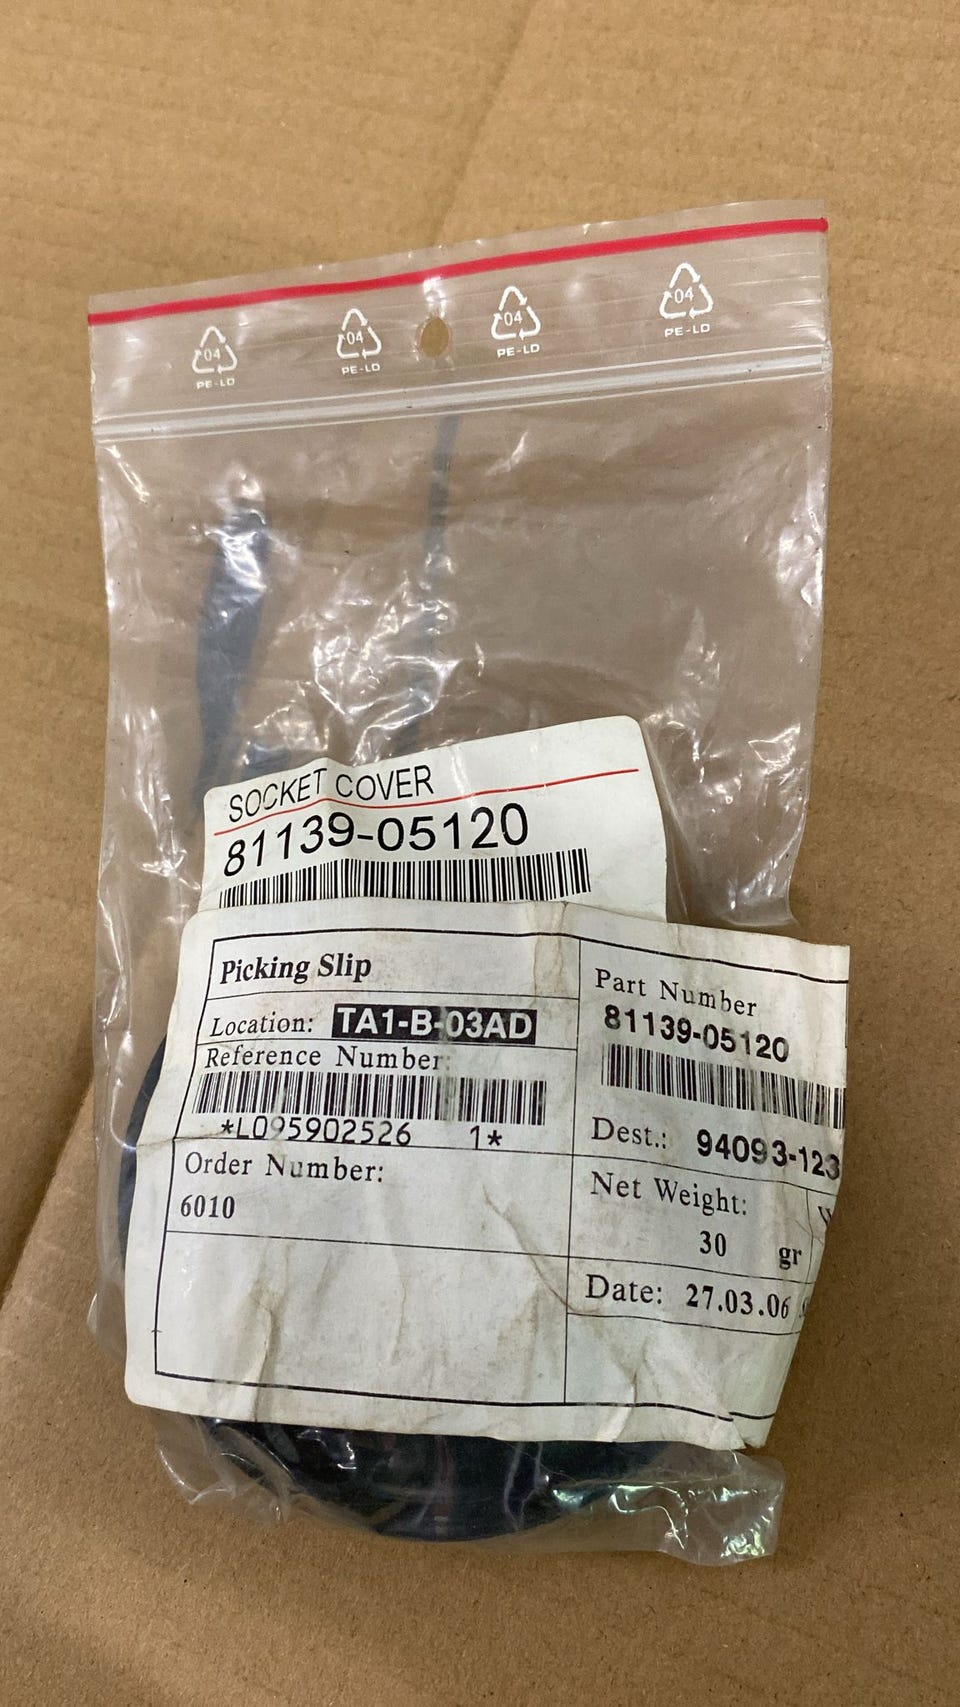 04 04 04 04
PE-LD PE-LD PE-LD PE-LD
SOCKET COVER
81139-05120
Picking Slip
Location: TA1-B-03AD
Reference Number:
*L095902526 1*
Order Number:
6010
Part Number
81139-05120
Dest.: 94093-123
Net Weight:
30 gr
Date: 27.03.06